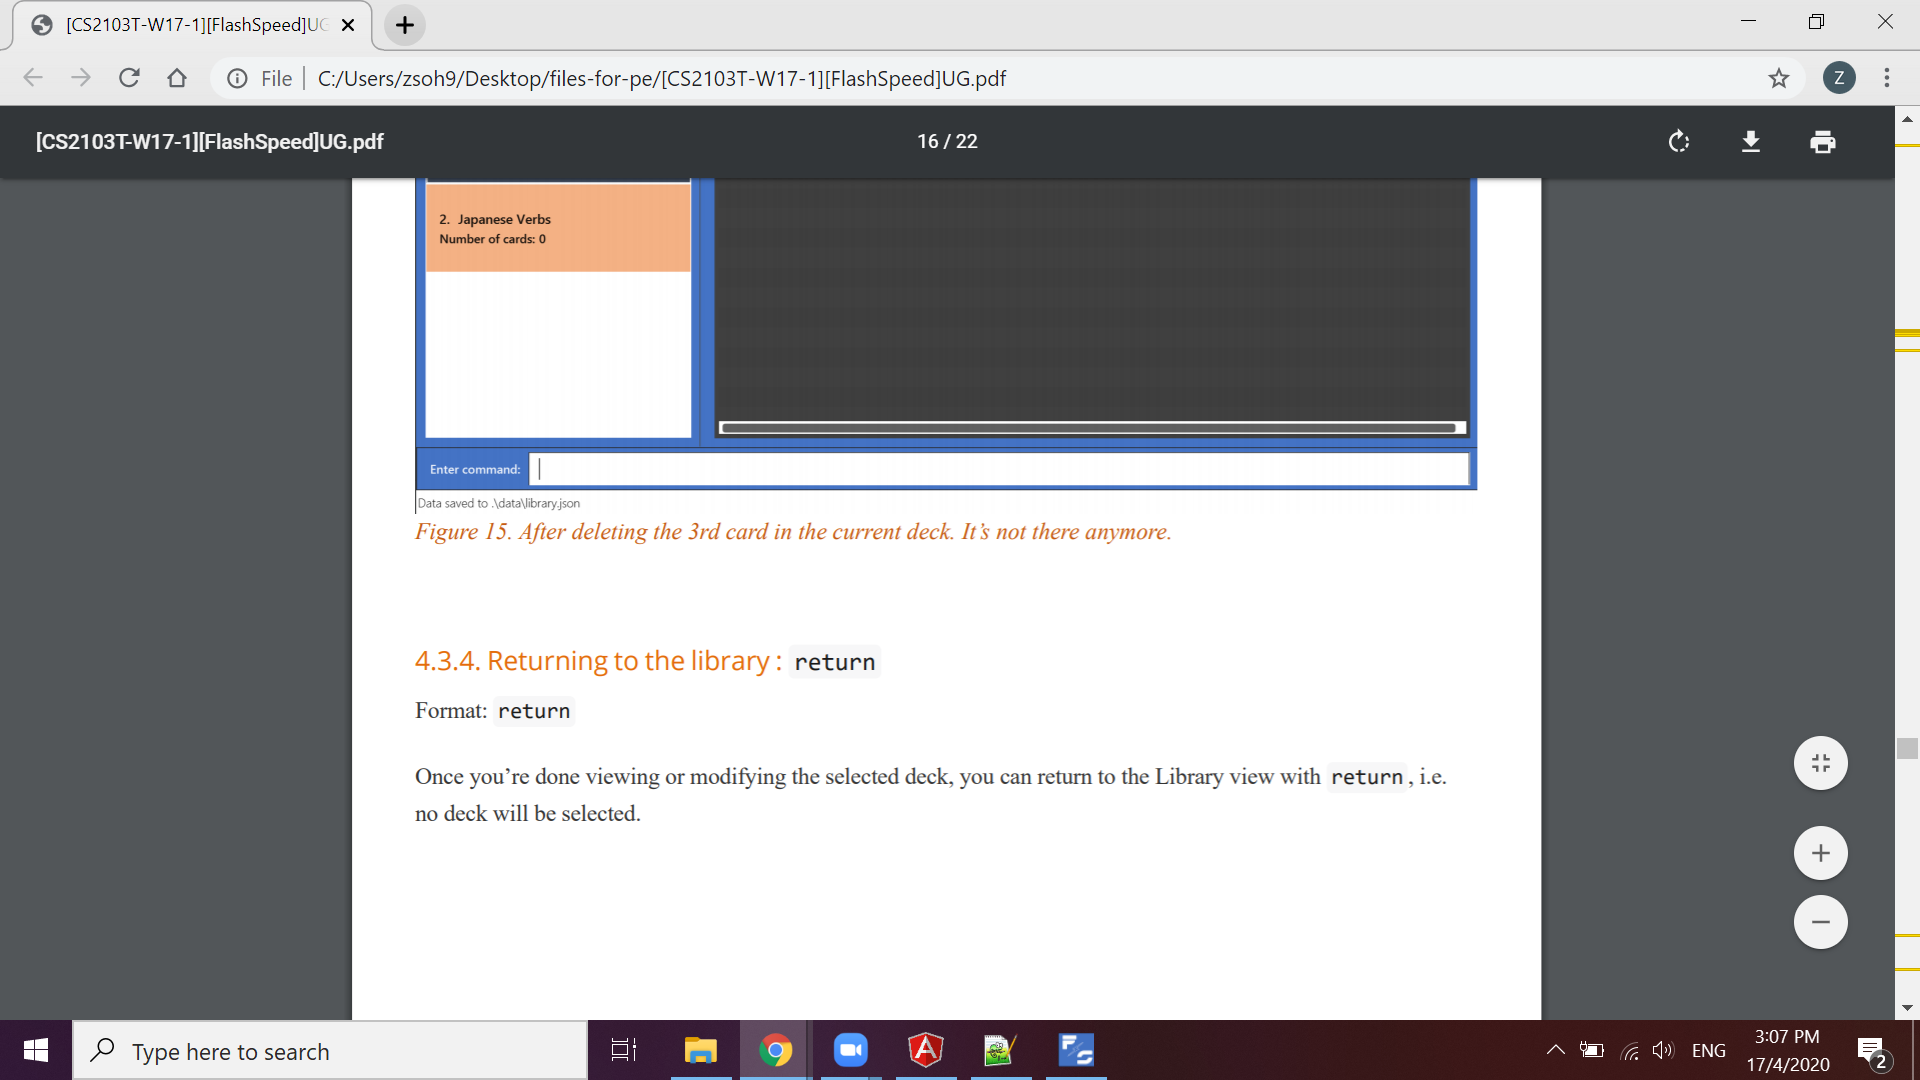 [CS2103T-W17-1][FlashSpeed]UG
File
C:/Users/zsoh9/Desktop/files-for-pe/[CS2103T-W17-1][FlashSpeed]UG.pdf
Z
[CS2103T-W17-1][FlashSpeed]UG.pdf
16 / 22
2. Japanese Verbs
Number of cards: 0
Enter command:
Data saved to .\data\library.json
Figure 15. After deleting the 3rd card in the current deck. It’s not there anymore.
4.3.4. Returning to the library : return
Format: return
Once you’re done viewing or modifying the selected deck, you can return to the Library view with return , i.e.
no deck will be selected.
Type here to search
ENG
3:07 PM
17/4/2020
2